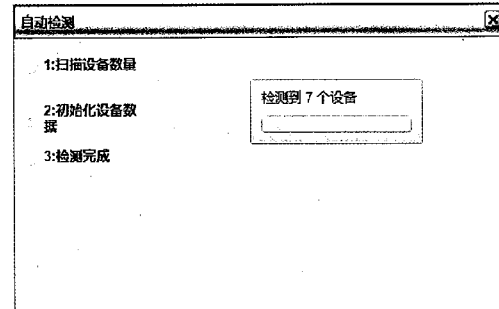 自动检测
1:扫描设备数量
检测到 7 个设备
2:初始化设备数
据
3:检测完成